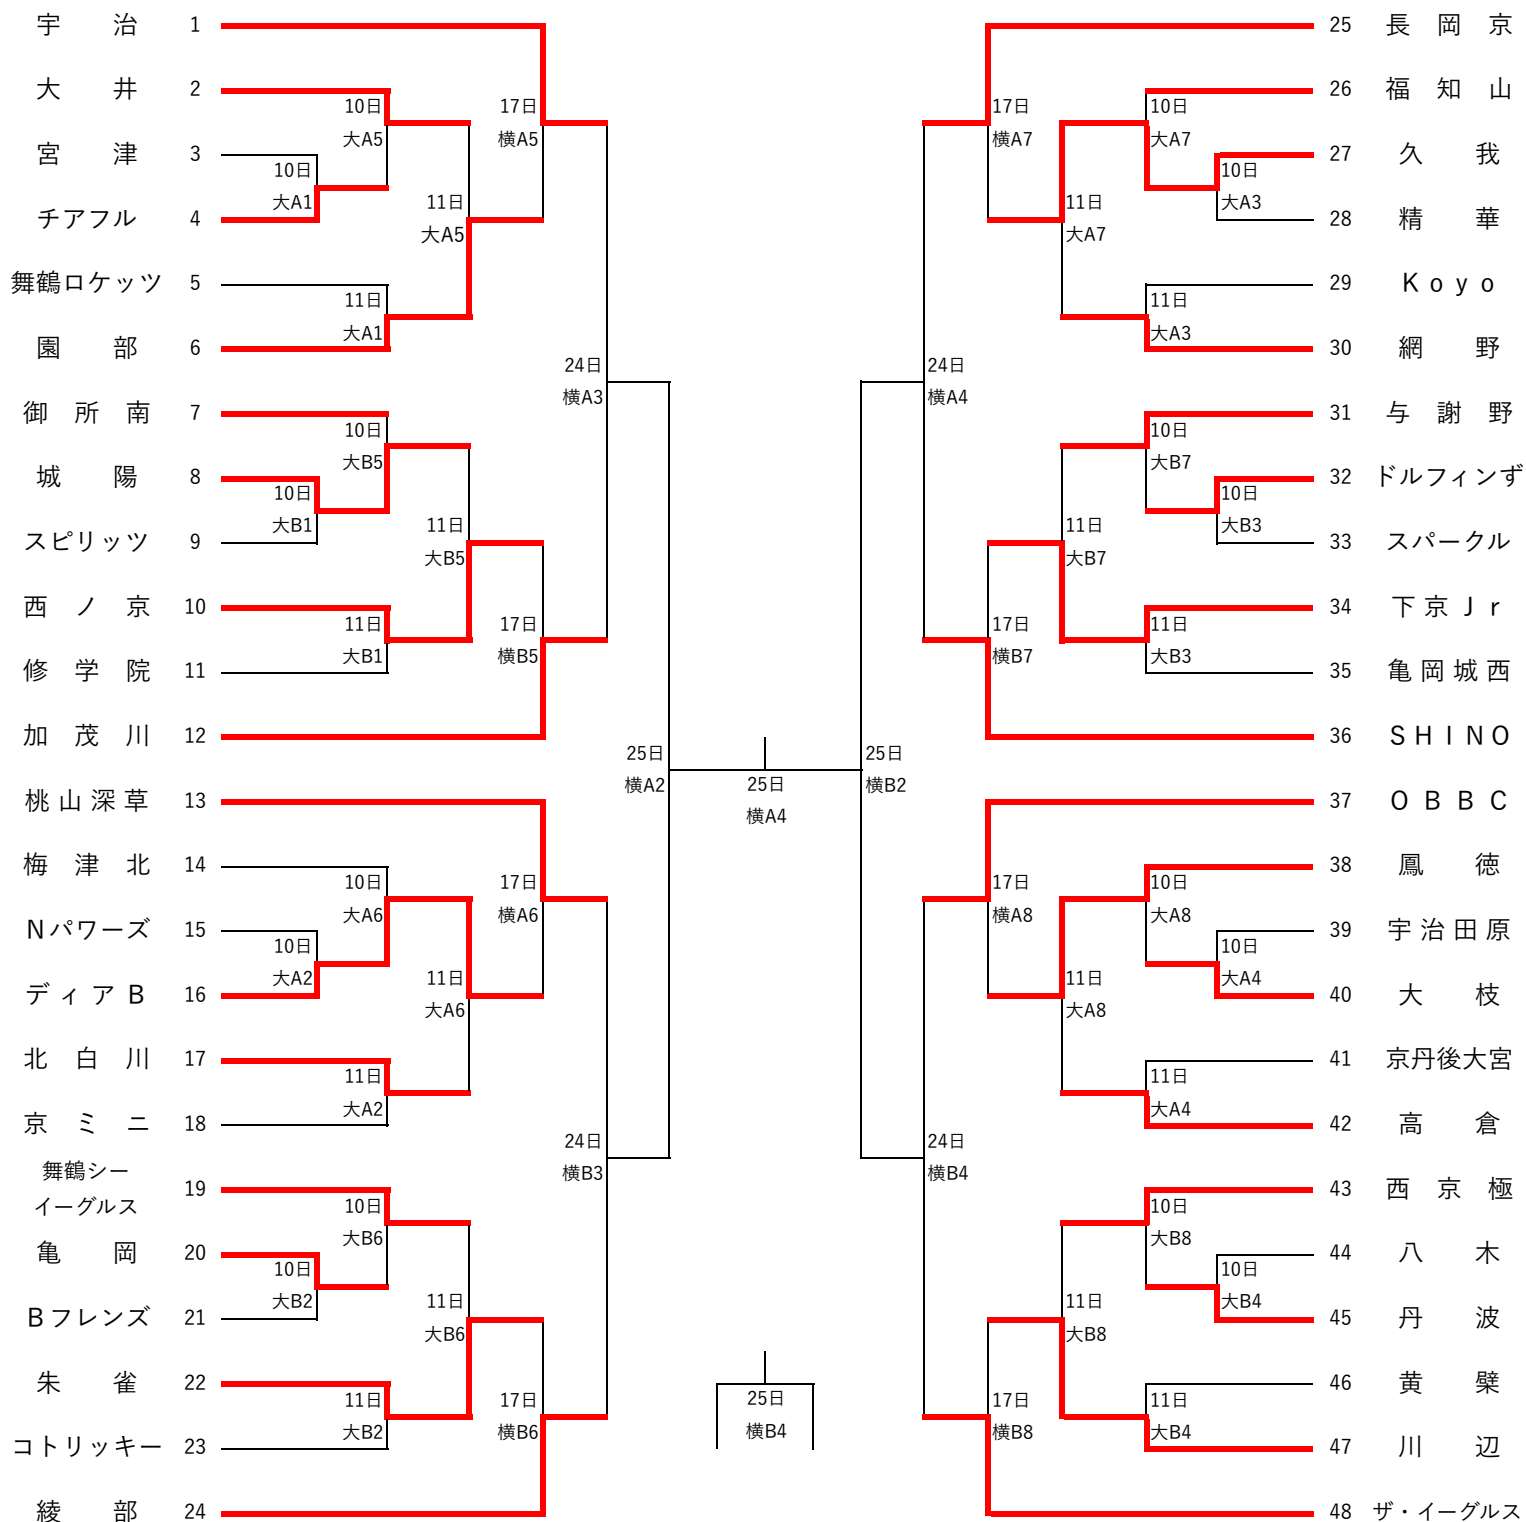 宇治 1
大井 2
宮津 3
チアフル 4
舞鶴ロケッツ 5
園部 6
御所南 7
城陽 8
スピリッツ 9
西ノ京 10
修学院 11
加茂川 12
桃山深草 13
梅津北 14
Nパワーズ 15
ディアB 16
北白川 17
京ミニ 18
舞鶴シー
イーグルス 19
亀岡 20
Bフレンズ 21
朱雀 22
コトリッキー 23
綾部 24
10日
大A1
10日
大B1
10日
大A2
10日
大B2
10日
大A5
11日
大A1
10日
大B5
11日
大B1
10日
大A6
11日
大A2
10日
大B6
11日
大B2
11日
大A5
11日
大B5
11日
大A6
11日
大B6
17日
横A5
17日
横B5
17日
横A6
17日
横B6
24日
横A3
24日
横B3
25日
横A2
25日
横A4
25日
横B4
25日
横B2
24日
横A4
24日
横B4
17日
横A7
17日
横B7
17日
横A8
17日
横B8
11日
大A7
11日
大B7
11日
大A8
11日
大B8
10日
大A7
11日
大A3
10日
大B7
11日
大B3
10日
大A8
11日
大A4
10日
大B8
11日
大B4
10日
大A3
10日
大B3
10日
大A4
10日
大B4
25 長岡京
26 福知山
27 久我
28 精華
29 Koyo
30 網野
31 与謝野
32 ドルフィンず
33 スパークル
34 下京Jr
35 亀岡城西
36 SHINO
37 OBBC
38 鳳徳
39 宇治田原
40 大枝
41 京丹後大宮
42 高倉
43 西京極
44 八木
45 丹波
46 黄檗
47 川辺
48 ザ・イーグルス